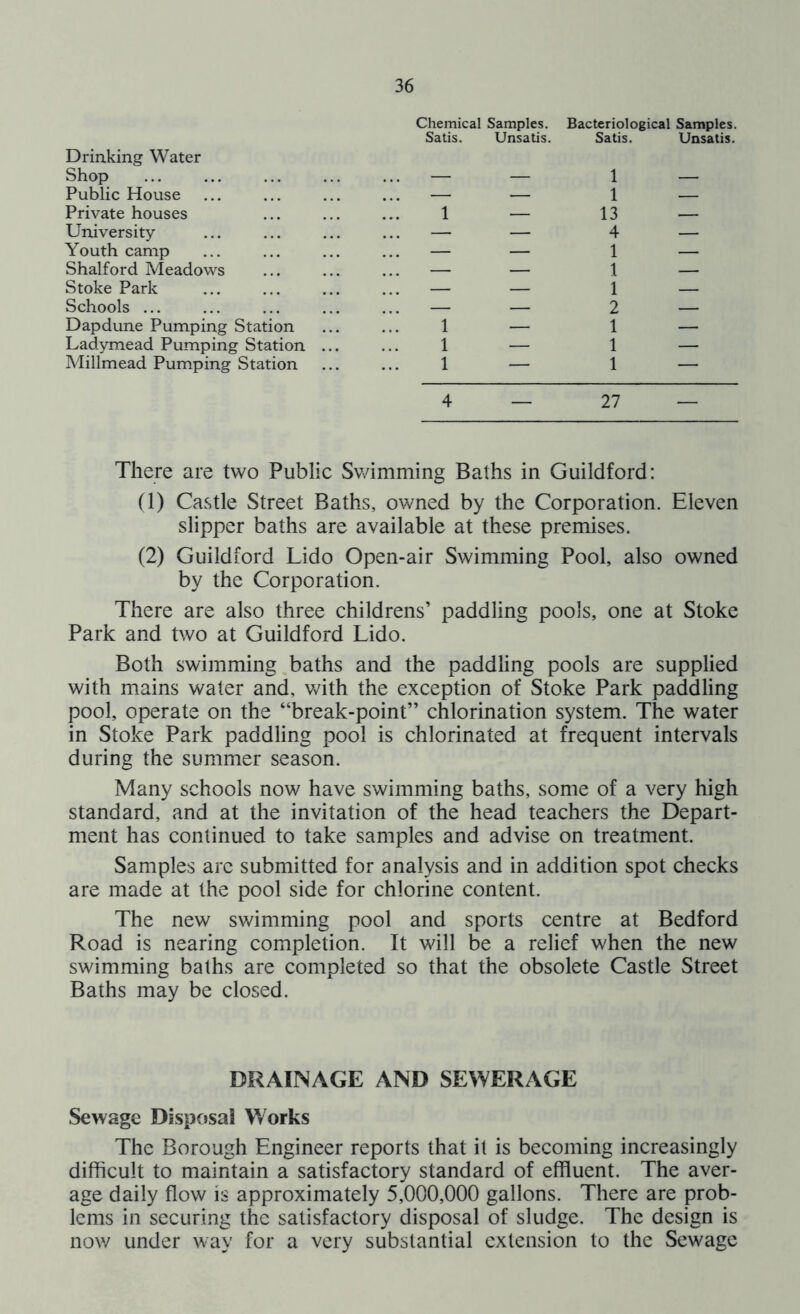 36
Chemical Samples. Bacteriological Samples.
Satis. Unsatis. Satis. Unsatis.
Drinking Water
Shop ... ... ... ... ... — — 1 —
Public House ... ... ... ... — — 1 —
Private houses ... ... ... 1 — 13 —
University ... ... ... ... — — 4 —
Youth camp ... ... ... ... — — 1 —
Shalford Meadows ... ... ... — — 1 —
Stoke Park ... ... ... ... — — 1 —
Schools ... ... ... ... ... — — 2 —
Dapdune Pumping Station ... ... 1 — 1 —
Ladymead Pumping Station ... ... 1 — 1 —
Millmead Pumping Station ... ... 1 — 1 —
4 — 27 —
There are two Public Swimming Baths in Guildford:
(1) Castle Street Baths, owned by the Corporation. Eleven
slipper baths are available at these premises.
(2) Guildford Lido Open-air Swimming Pool, also owned
by the Corporation.
There are also three childrens' paddling pools, one at Stoke
Park and two at Guildford Lido.
Both swimming baths and the paddling pools are supplied
with mains water and, with the exception of Stoke Park paddling
pool, operate on the “break-point” chlorination system. The water
in Stoke Park paddling pool is chlorinated at frequent intervals
during the summer season.
Many schools now have swimming baths, some of a very high
standard, and at the invitation of the head teachers the Depart-
ment has continued to take samples and advise on treatment.
Samples are submitted for analysis and in addition spot checks
are made at the pool side for chlorine content.
The new swimming pool and sports centre at Bedford
Road is nearing completion. It will be a relief when the new
swimming baths are completed so that the obsolete Castle Street
Baths may be closed.
DRAINAGE AND SEWERAGE
Sewage Disposal Works
The Borough Engineer reports that it is becoming increasingly
difficult to maintain a satisfactory standard of effluent. The aver-
age daily flow is approximately 5,000,000 gallons. There are prob-
lems in securing the satisfactory disposal of sludge. The design is
now under way for a very substantial extension to the Sewage